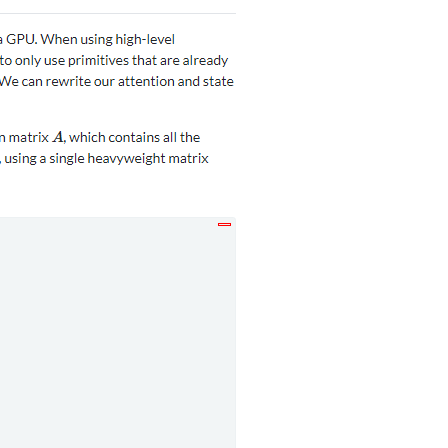 a GPU. When using high-level
to only use primitives that are already
We can rewrite our attention and state
n matrix A, which contains all the
, using a single heavyweight matrix